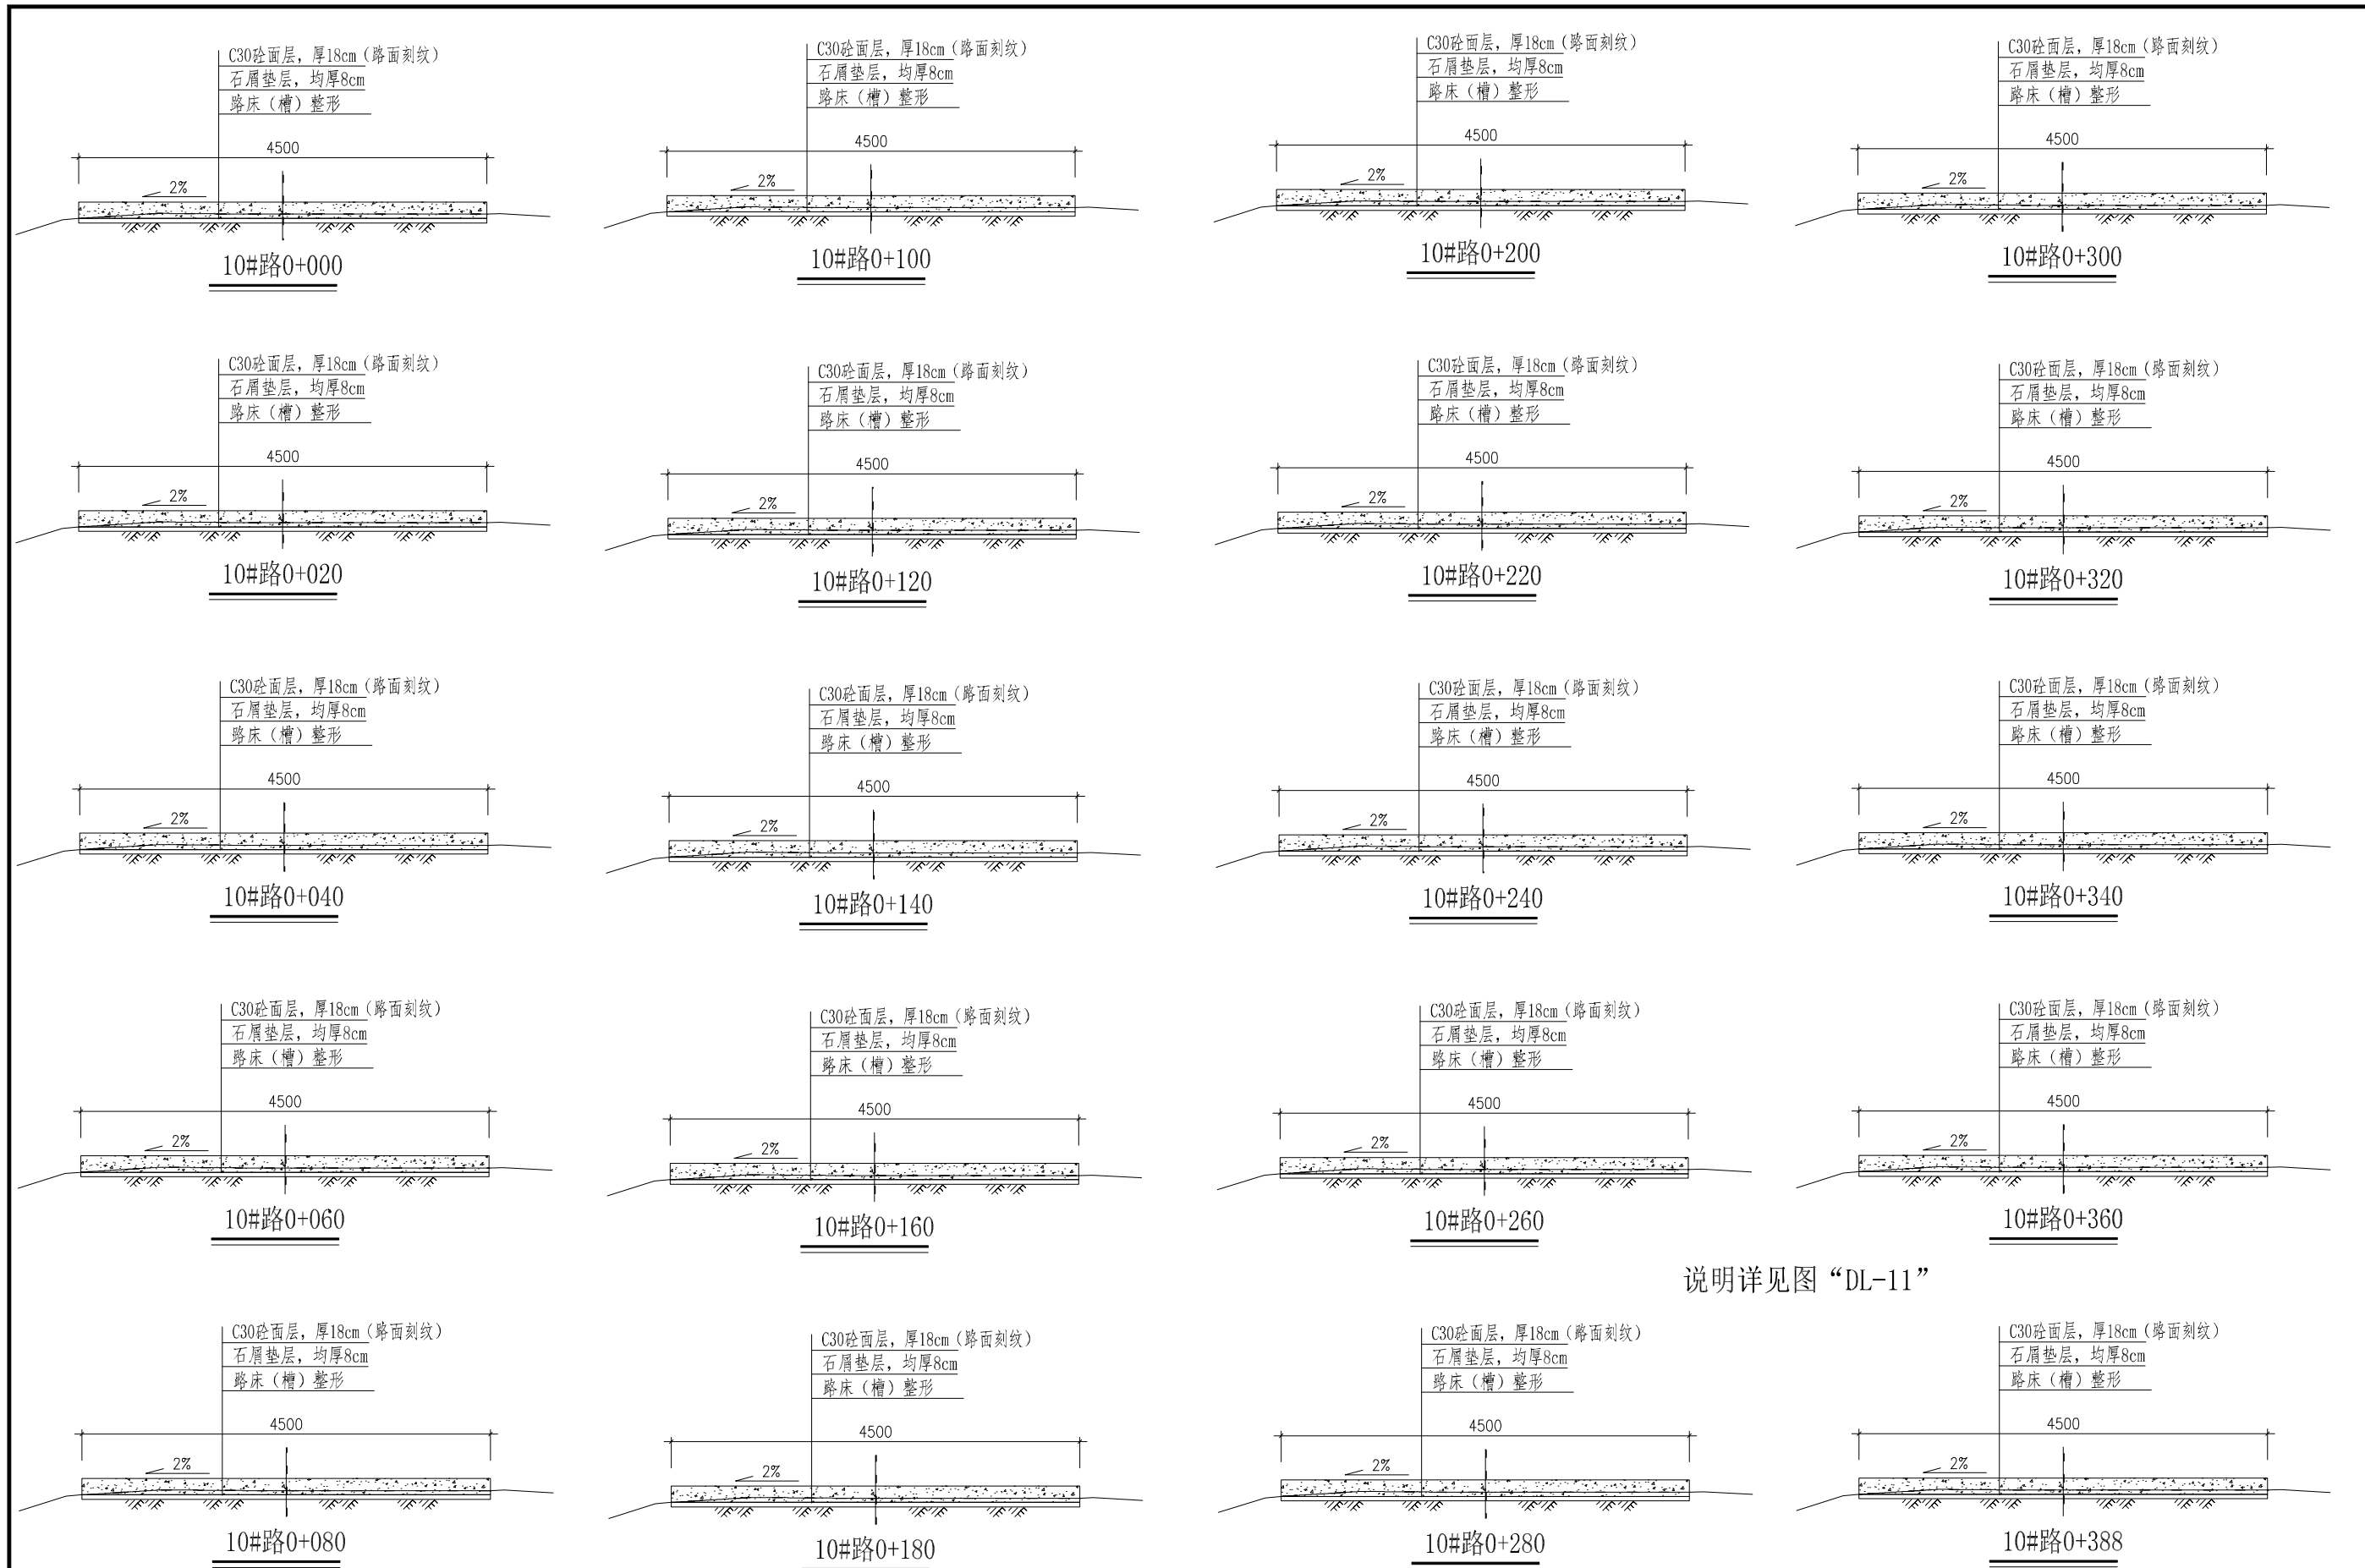 C30砼面层，厚18cm（路面刻纹）
石屑垫层，均厚8cm
路床（槽）整形
4500
2%
10#路0+000
C30砼面层，厚18cm（路面刻纹）
石屑垫层，均厚8cm
路床（槽）整形
4500
2%
10#路0+100
C30砼面层，厚18cm（路面刻纹）
石屑垫层，均厚8cm
路床（槽）整形
4500
2%
10#路0+200
C30砼面层，厚18cm（路面刻纹）
石屑垫层，均厚8cm
路床（槽）整形
4500
2%
10#路0+300
C30砼面层，厚18cm（路面刻纹）
石屑垫层，均厚8cm
路床（槽）整形
4500
2%
10#路0+020
C30砼面层，厚18cm（路面刻纹）
石屑垫层，均厚8cm
路床（槽）整形
4500
2%
10#路0+120
C30砼面层，厚18cm（路面刻纹）
石屑垫层，均厚8cm
路床（槽）整形
4500
2%
10#路0+220
C30砼面层，厚18cm（路面刻纹）
石屑垫层，均厚8cm
路床（槽）整形
4500
2%
10#路0+320
C30砼面层，厚18cm（路面刻纹）
石屑垫层，均厚8cm
路床（槽）整形
4500
2%
10#路0+040
C30砼面层，厚18cm（路面刻纹）
石屑垫层，均厚8cm
路床（槽）整形
4500
2%
10#路0+140
C30砼面层，厚18cm（路面刻纹）
石屑垫层，均厚8cm
路床（槽）整形
4500
2%
10#路0+240
C30砼面层，厚18cm（路面刻纹）
石屑垫层，均厚8cm
路床（槽）整形
4500
2%
10#路0+340
C30砼面层，厚18cm（路面刻纹）
石屑垫层，均厚8cm
路床（槽）整形
4500
2%
10#路0+060
C30砼面层，厚18cm（路面刻纹）
石屑垫层，均厚8cm
路床（槽）整形
4500
2%
10#路0+160
C30砼面层，厚18cm（路面刻纹）
石屑垫层，均厚8cm
路床（槽）整形
4500
2%
10#路0+260
C30砼面层，厚18cm（路面刻纹）
石屑垫层，均厚8cm
路床（槽）整形
4500
2%
10#路0+360
说明详见图“DL-11”
C30砼面层，厚18cm（路面刻纹）
石屑垫层，均厚8cm
路床（槽）整形
4500
2%
10#路0+080
C30砼面层，厚18cm（路面刻纹）
石屑垫层，均厚8cm
路床（槽）整形
4500
2%
10#路0+180
C30砼面层，厚18cm（路面刻纹）
石屑垫层，均厚8cm
路床（槽）整形
4500
2%
10#路0+280
C30砼面层，厚18cm（路面刻纹）
石屑垫层，均厚8cm
路床（槽）整形
4500
2%
10#路0+388